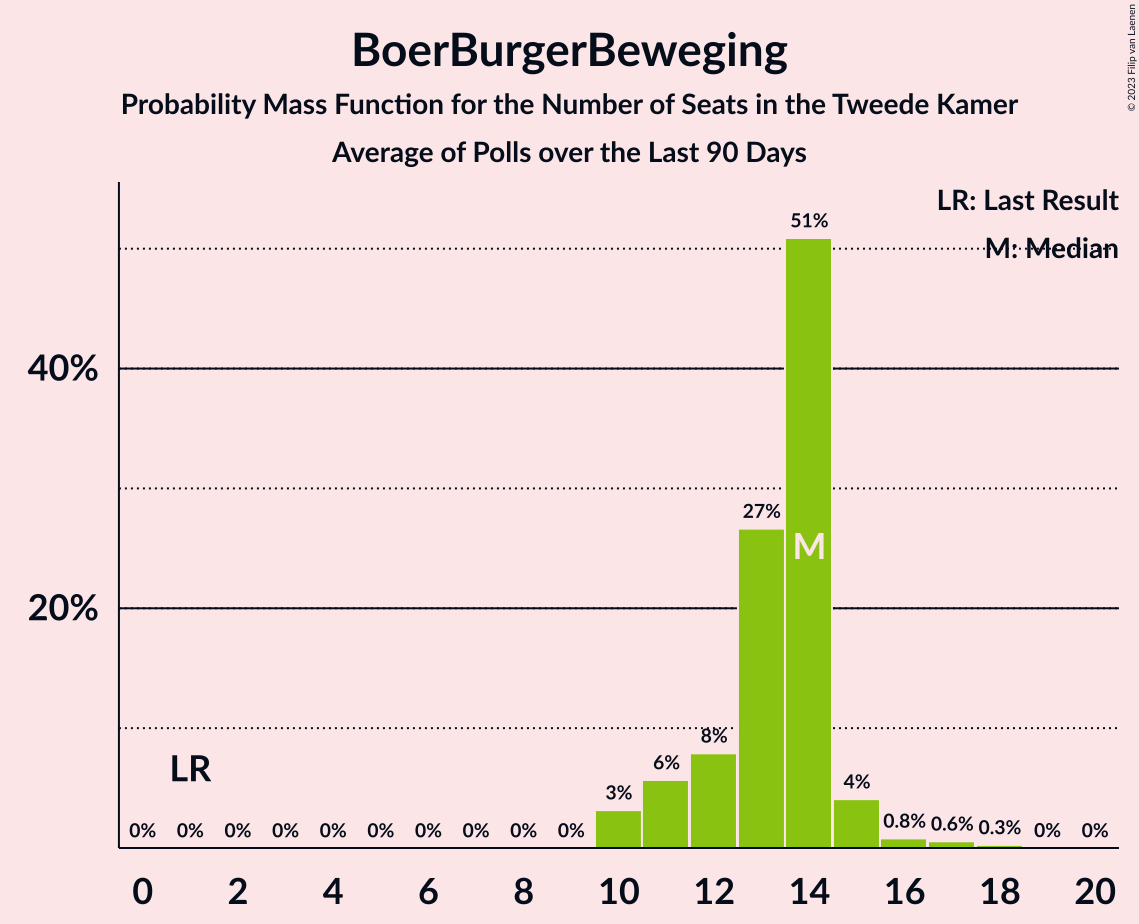 BoerBurgerBeweging
Probability Mass Function for the Number of Seats in the Tweede Kamer
Average of Polls over the Last 90 Days
© 2023 Filip van Laenen
LR: Last Result
M: Median
51%
40%
27%
M
20%
8%
LR
6%
3%
4%
0% 0% 0% 0% 0% 0% 0% 0% 0% 0% 0.8% 0.6% 0.3% 0% 0%
0 2 4 6 8 10 12 14 16 18 20